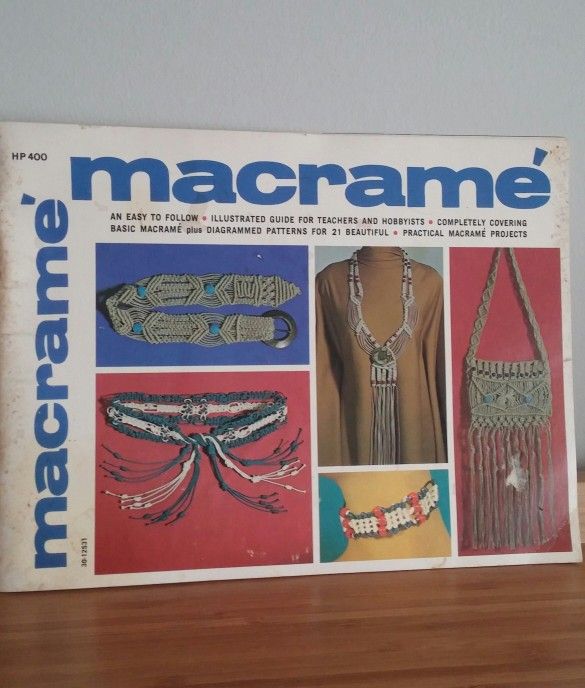 HP 400
macramé
AN EASY TO FOLLOW • ILLUSTRATED GUIDE FOR TEACHERS AND HOBBYISTS • COMPLETELY COVERING
BASIC MACRAMÉ plus DIAGRAMMED PATTERNS FOR 21 BEAUTIFUL • PRACTICAL MACRAMÉ PROJECTS
macramé
30-12531